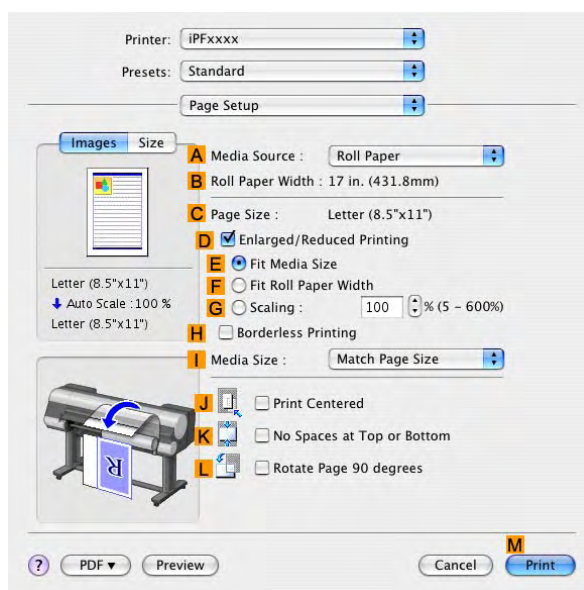 Printer: iPFxxxx
Presets: Standard
Page Setup
Images Size
A Media Source : Roll Paper
B Roll Paper Width : 17 in. (431.8mm)
C Page Size : Letter (8.5"x11")
D Enlarged/Reduced Printing
E Fit Media Size
F Fit Roll Paper Width
G Scaling : 100 % (5 - 600%)
H Borderless Printing
I Media Size : Match Page Size
J Print Centered
K No Spaces at Top or Bottom
L Rotate Page 90 degrees
Letter (8.5"x11")
Auto Scale :100 %
Letter (8.5"x11")
R
M
? PDF▼ Preview Cancel Print